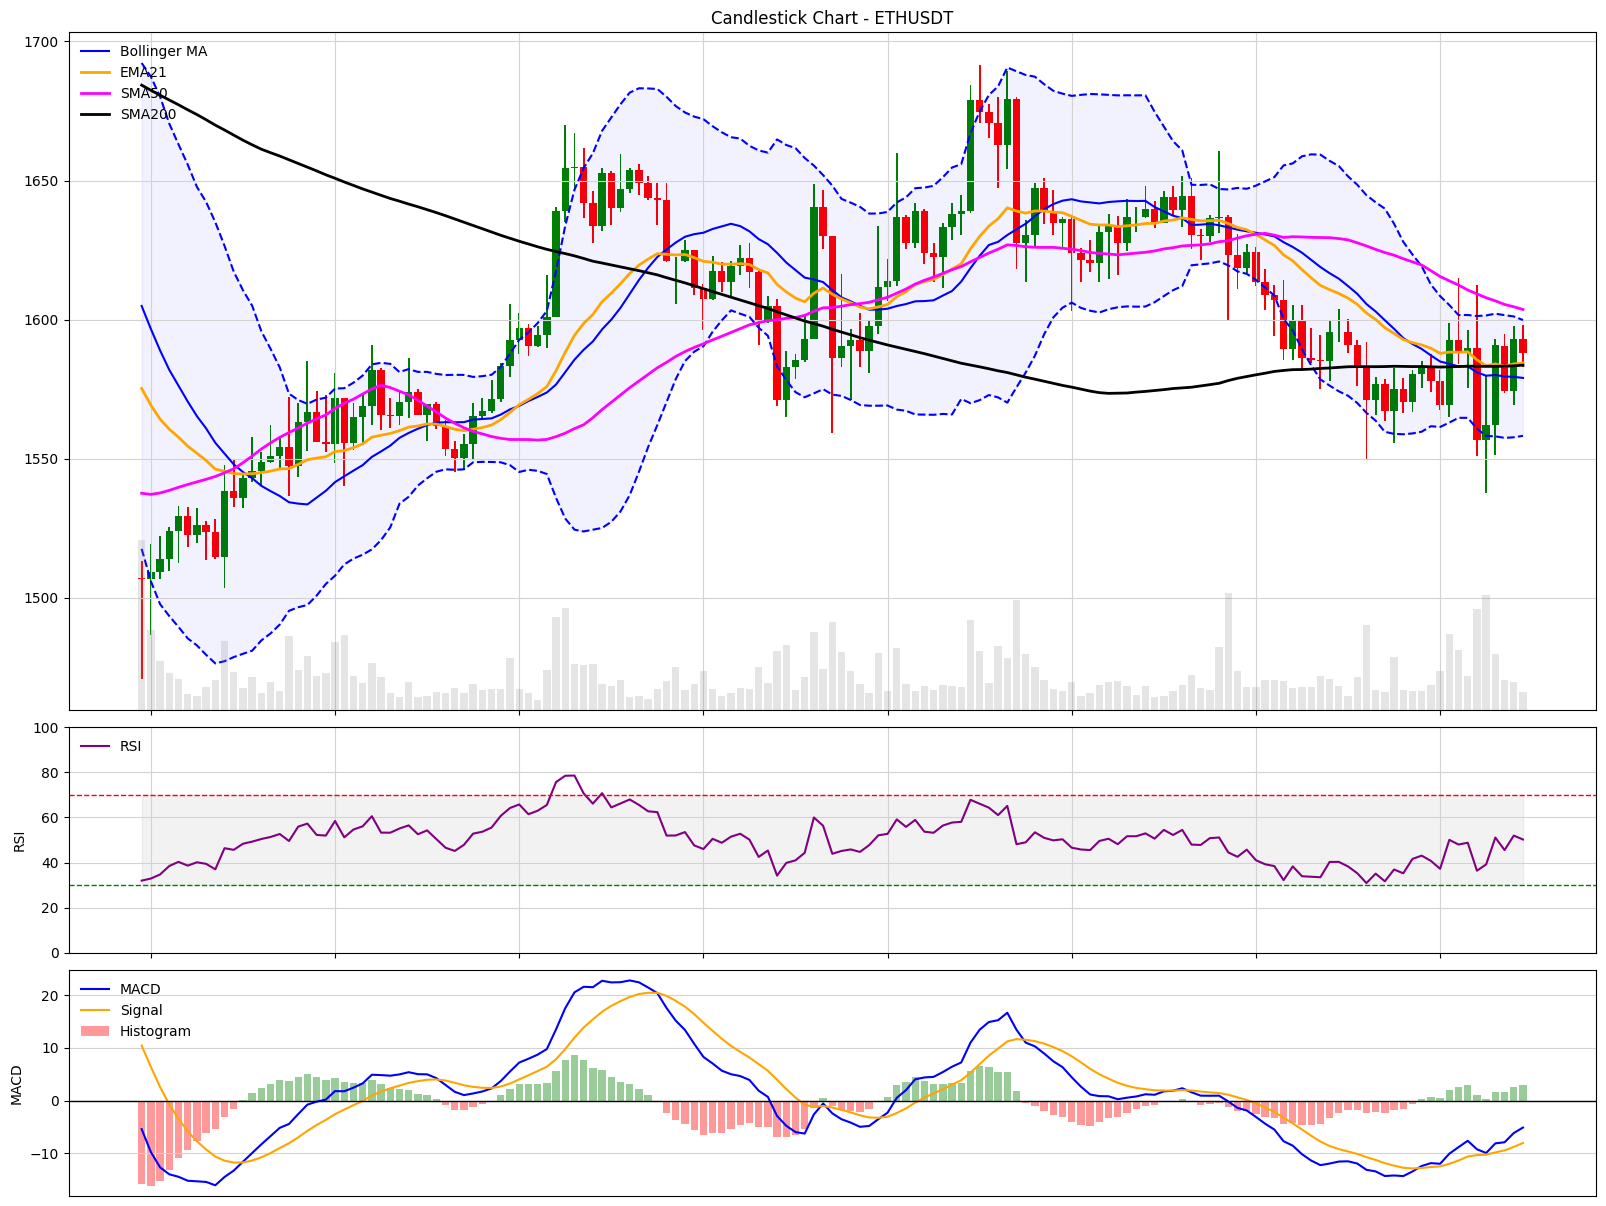 Candlestick Chart - ETHUSDT
1700
1650
1600
1550
1500
Bollinger MA
EMA21
SMA50
SMA200
100
80
60
40
20
0
RSI
RSI
20
10
0
−10
MACD
MACD
Signal
Histogram